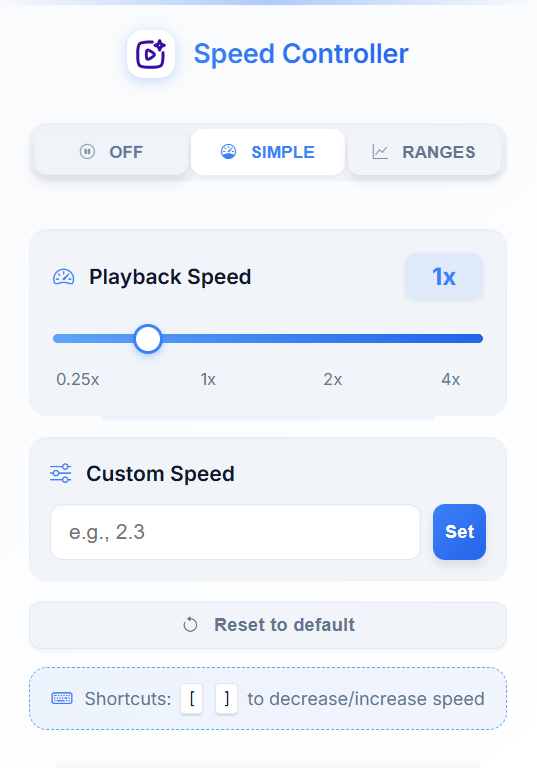 Speed Controller
OFF SIMPLE RANGES
Playback Speed 1x
0.25x 1x 2x 4x
Custom Speed
e.g., 2.3 Set
Reset to default
Shortcuts: [ ] to decrease/increase speed